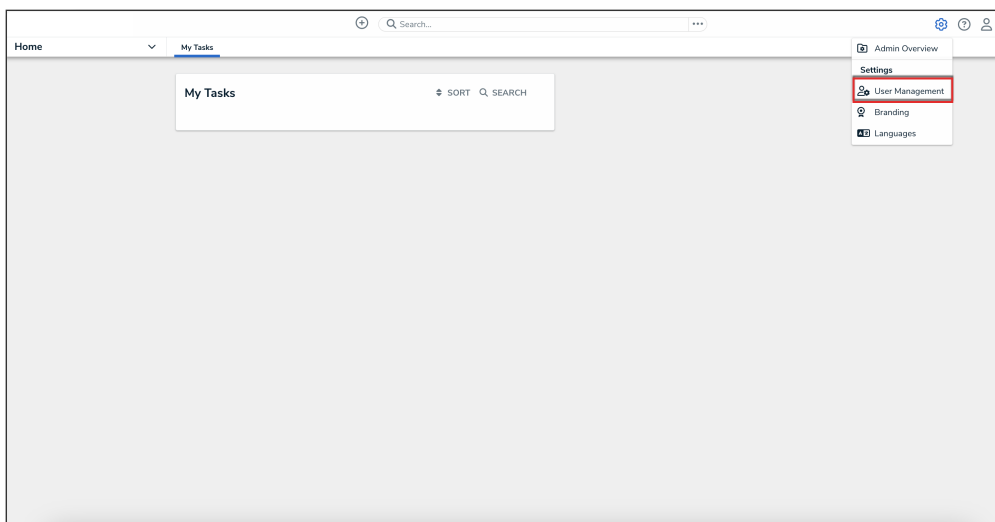 Search...
Home
My Tasks
Admin Overview
Settings
User Management
Branding
Languages
My Tasks
SORT
SEARCH